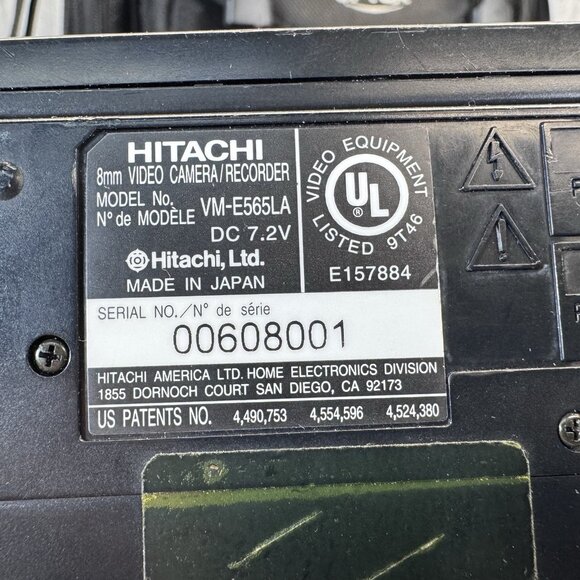 HITACHI
8mm VIDEO CAMERA/RECORDER
MODEL No.
N° de MODÈLE VM-E565LA
DC 7.2V
Hitachi, Ltd.
MADE IN JAPAN
VIDEO EQUIPMENT
UL
®
LISTED 9T46
E157884
SERIAL NO./N° de série
00608001
HITACHI AMERICA LTD. HOME ELECTRONICS DIVISION
1855 DORNOCH COURT SAN DIEGO, CA 92173
US PATENTS NO. 4,490,753 4,554,596 4,524,380